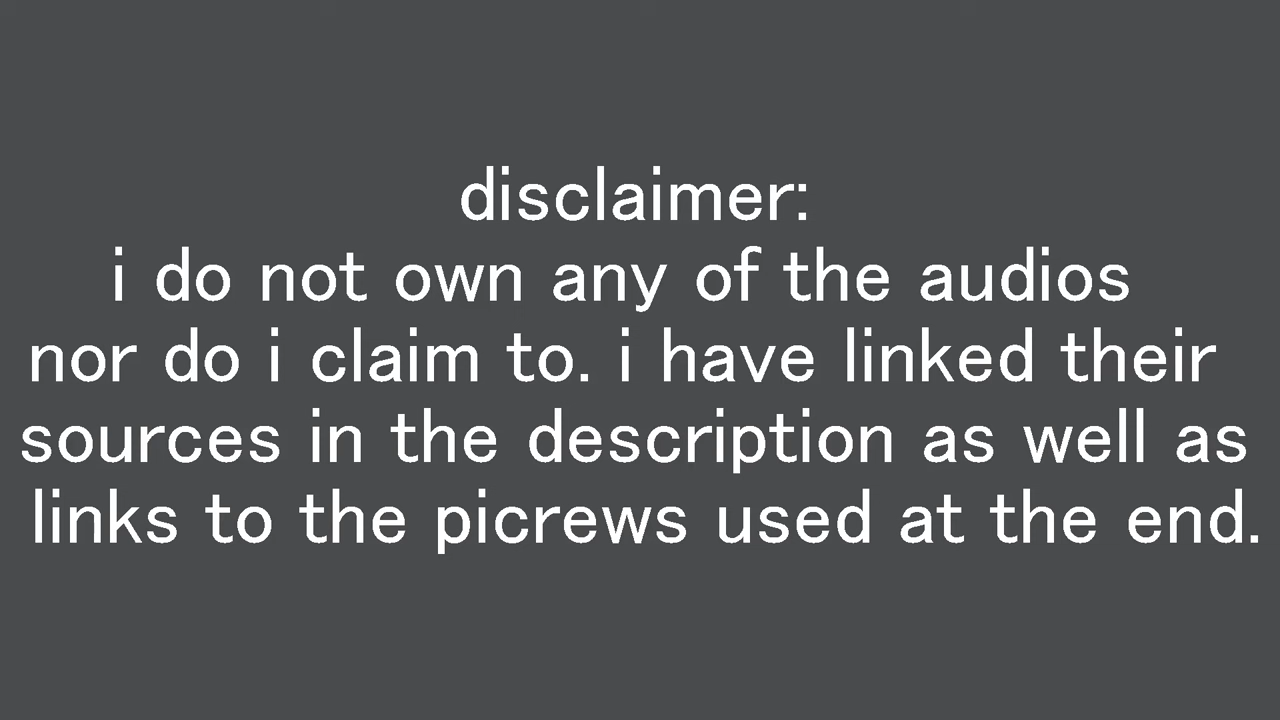 disclaimer:
i do not own any of the audios
nor do i claim to. i have linked their
sources in the description as well as
links to the picrews used at the end.